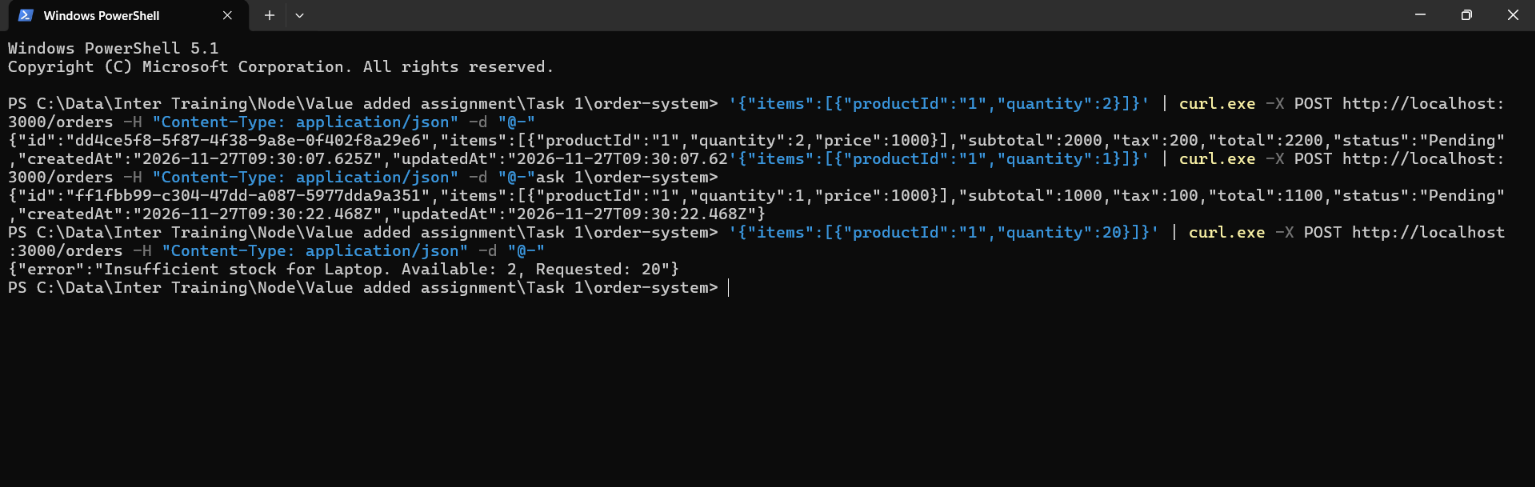 Windows PowerShell
Windows PowerShell 5.1
Copyright (C) Microsoft Corporation. All rights reserved.
PS C:\Data\Inter Training\Node\Value added assignment\Task 1\order-system> '{"items":[{"productId":"1","quantity":2}]}' | curl.exe -X POST http://localhost:
3000/orders -H "Content-Type: application/json" -d "@-"
{"id":"dd4ce5f8-5f87-4f38-9a8e-0f402f8a29e6","items":[{"productId":"1","quantity":2,"price":1000}],"subtotal":2000,"tax":200,"total":2200,"status":"Pending"
,"createdAt":"2026-11-27T09:30:07.625Z","updatedAt":"2026-11-27T09:30:07.62'{"items":[{"productId":"1","quantity":1}]}' | curl.exe -X POST http://localhost:
3000/orders -H "Content-Type: application/json" -d "@-"ask 1\order-system>
{"id":"ff1fbb99-c304-47dd-a087-5977dda9a351","items":[{"productId":"1","quantity":1,"price":1000}],"subtotal":1000,"tax":100,"total":1100,"status":"Pending"
,"createdAt":"2026-11-27T09:30:22.468Z","updatedAt":"2026-11-27T09:30:22.468Z"}
PS C:\Data\Inter Training\Node\Value added assignment\Task 1\order-system> '{"items":[{"productId":"1","quantity":20}]}' | curl.exe -X POST http://localhost
:3000/orders -H "Content-Type: application/json" -d "@-"
{"error":"Insufficient stock for Laptop. Available: 2, Requested: 20"}
PS C:\Data\Inter Training\Node\Value added assignment\Task 1\order-system>